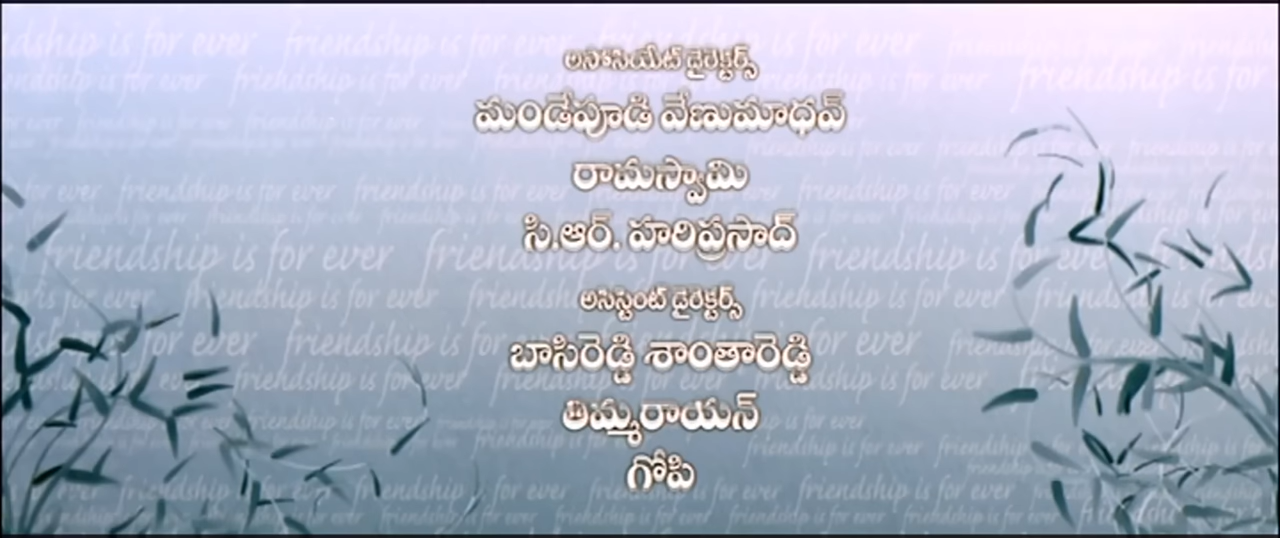 అసోసియేట్ డైరెక్టర్స్
మండేపూడి వేణుమాధవ్
రామస్వామి
సి.ఆర్. హరిప్రసాద్
అసిస్టెంట్ డైరెక్టర్స్
బాసిరెడ్డి శాంతారెడ్డి
తిమ్మరాయన్
గోపి
friendship is for ever